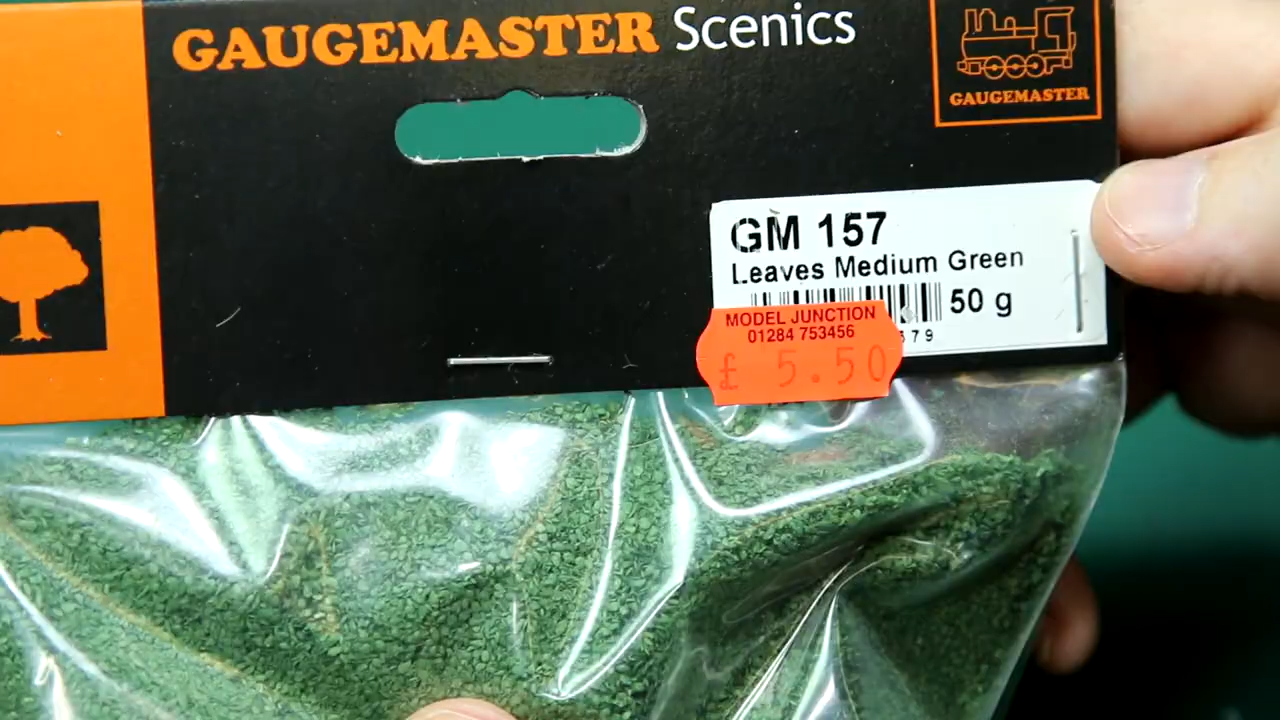 GAUGEMASTER Scenics
GAUGEMASTER
GM 157
Leaves Medium Green
50 g
MODEL JUNCTION
01284 753456
£ 5.50